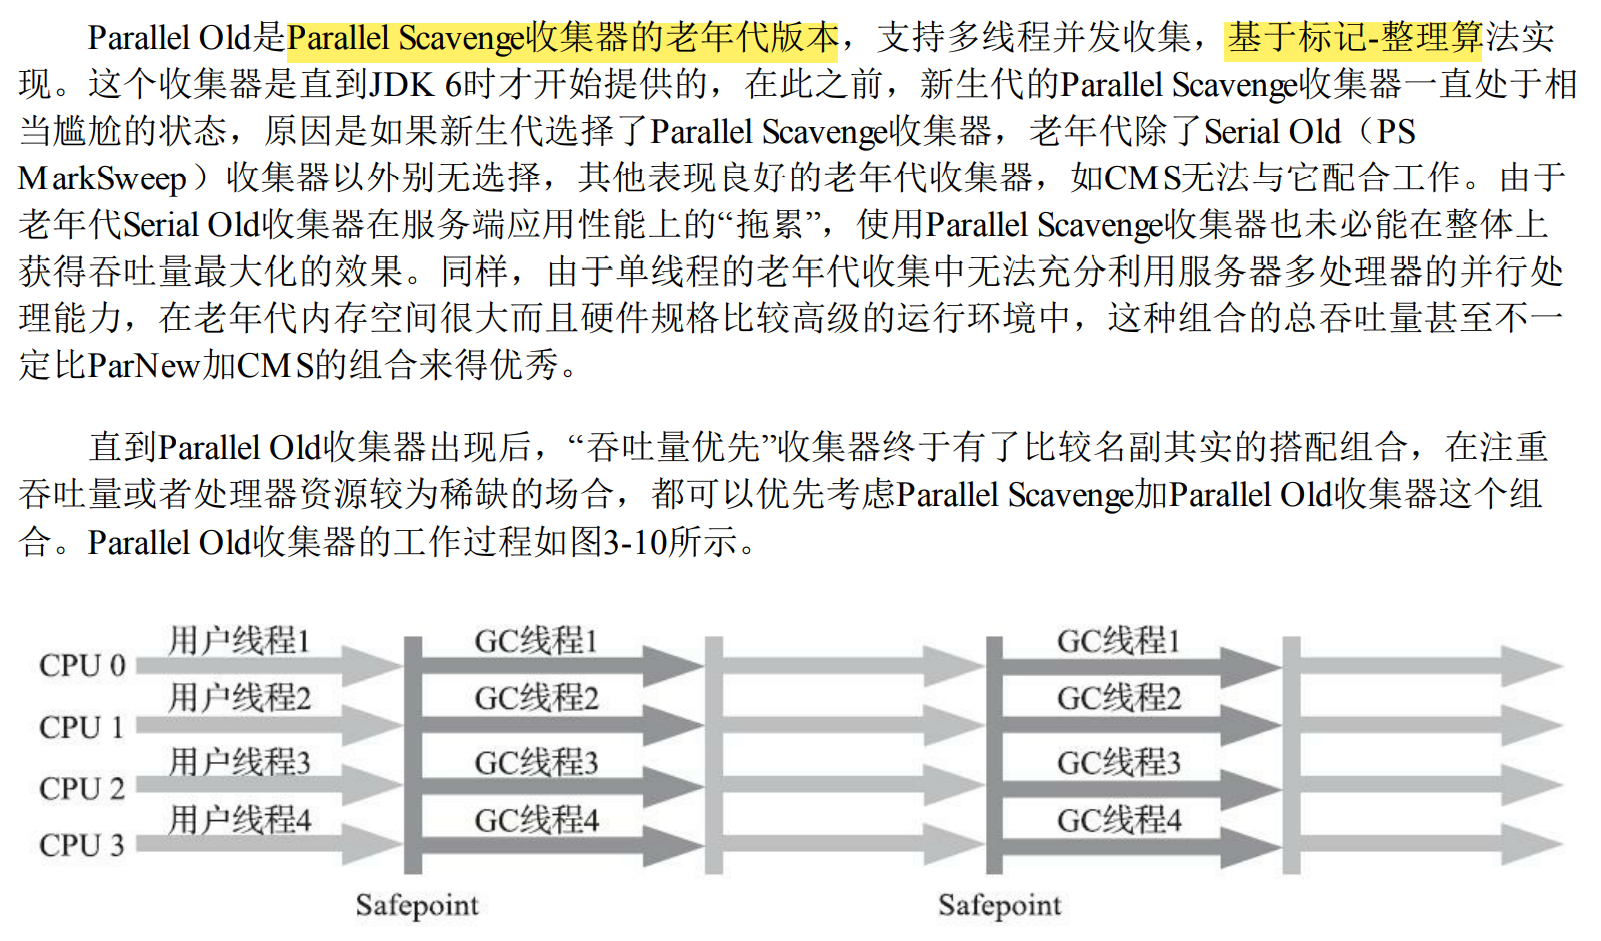 Parallel Old是Parallel Scavenge收集器的老年代版本，支持多线程并发收集，基于标记-整理算法实
现。这个收集器是直到JDK 6时才开始提供的，在此之前，新生代的Parallel Scavenge收集器一直处于相
当尴尬的状态，原因是如果新生代选择了Parallel Scavenge收集器，老年代除了Serial Old（PS
MarkSweep）收集器以外别无选择，其他表现良好的老年代收集器，如CMS无法与它配合工作。由于
老年代Serial Old收集器在服务端应用性能上的“拖累”，使用Parallel Scavenge收集器也未必能在整体上
获得吞吐量最大化的效果。同样，由于单线程的老年代收集中无法充分利用服务器多处理器的并行处
理能力，在老年代内存空间很大而且硬件规格比较高级的运行环境中，这种组合的总吞吐量甚至不一
定比ParNew加CMS的组合来得优秀。
直到Parallel Old收集器出现后，“吞吐量优先”收集器终于有了比较名副其实的搭配组合，在注重
吞吐量或者处理器资源较为稀缺的场合，都可以优先考虑Parallel Scavenge加Parallel Old收集器这个组
合。Parallel Old收集器的工作过程如图3-10所示。
用户线程1 GC线程1 GC线程1
CPU 0
用户线程2 GC线程2 GC线程2
CPU 1
用户线程3 GC线程3 GC线程3
CPU 2
用户线程4 GC线程4 GC线程4
CPU 3
Safepoint Safepoint